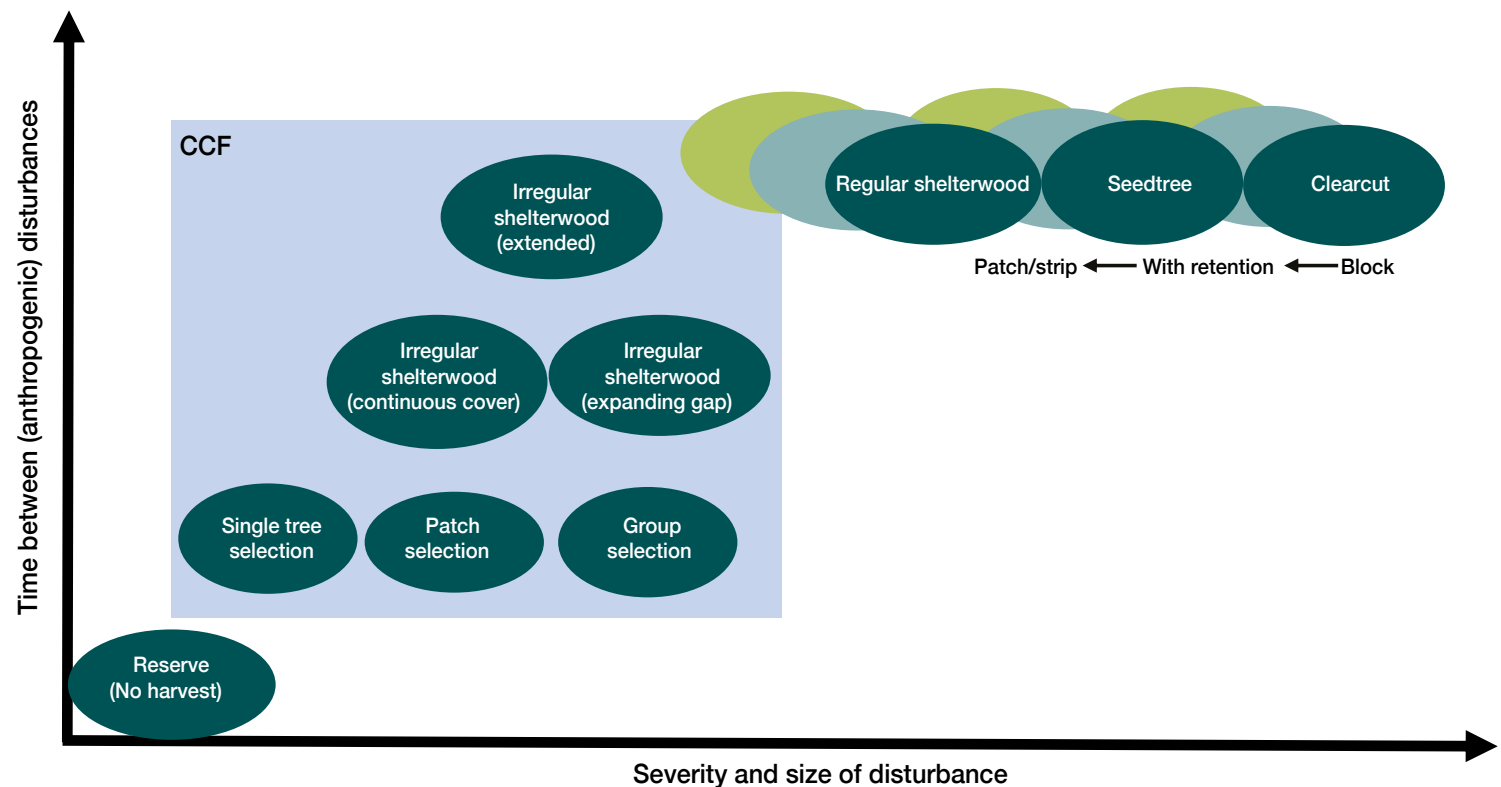 Time between (anthropogenic) disturbances
CCF
Irregular
shelterwood
(extended)
Regular shelterwood
Seedtree
Clearcut
Patch/strip
With retention
Block
Irregular
shelterwood
(continuous cover)
Irregular
shelterwood
(expanding gap)
Single tree
selection
Patch
selection
Group
selection
Reserve
(No harvest)
Severity and size of disturbance